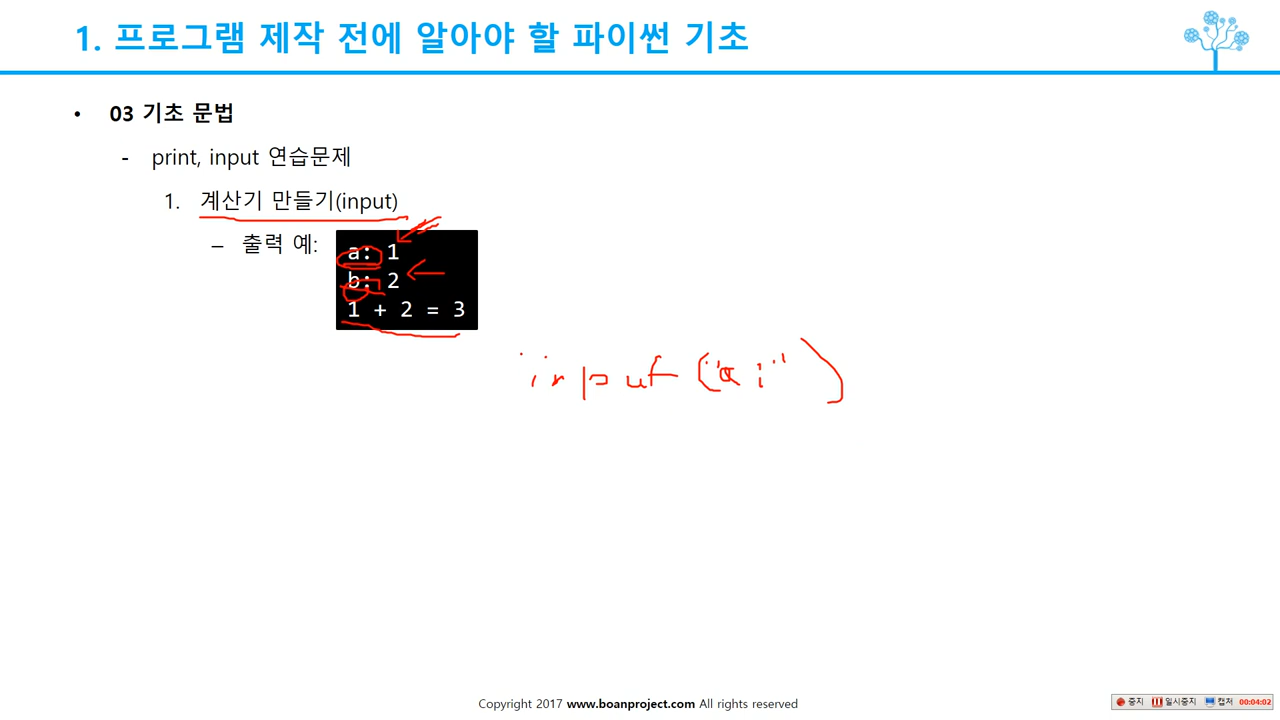 1. 프로그램 제작 전에 알아야 할 파이썬 기초
• 03 기초 문법
- print, input 연습문제
1. 계산기 만들기(input)
– 출력 예:
a: 1
b: 2
1 + 2 = 3
input ("a:")
Copyright 2017 www.boanproject.com All rights reserved
중지 일시중지 캡처 00:04:02